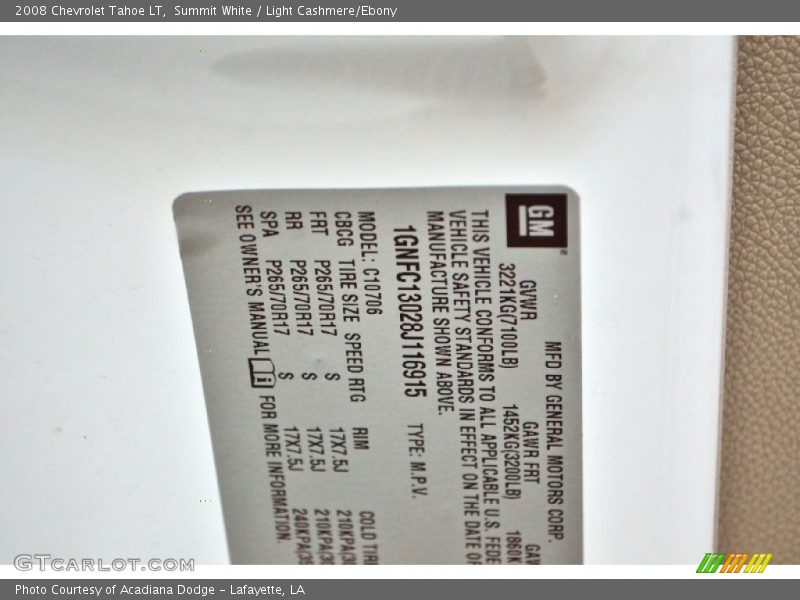 2008 Chevrolet Tahoe LT, Summit White / Light Cashmere/Ebony
GM
MFD BY GENERAL MOTORS CORP.
GVWR GAWR FRT
3221KG(7100LB) 1452KG(3200LB)
THIS VEHICLE CONFORMS TO ALL APPLICABLE U.S.
VEHICLE SAFETY STANDARDS IN EFFECT ON THE DATE
MANUFACTURE SHOWN ABOVE.
1GNFC13028J116915 TYPE: M.P.V.
MODEL: C10706 RIM COLD
CBCG TIRE SIZE SPEED RTG
FRT P265/70R17 S 17X7.5J 210KPA
RR P265/70R17 S 17X7.5J 210KPA
SPA P265/70R17 S 17X7.5J 240KPA
SEE OWNER'S MANUAL i FOR MORE INFORMATION.
GTCARLOT.COM
Photo Courtesy of Acadiana Dodge - Lafayette, LA